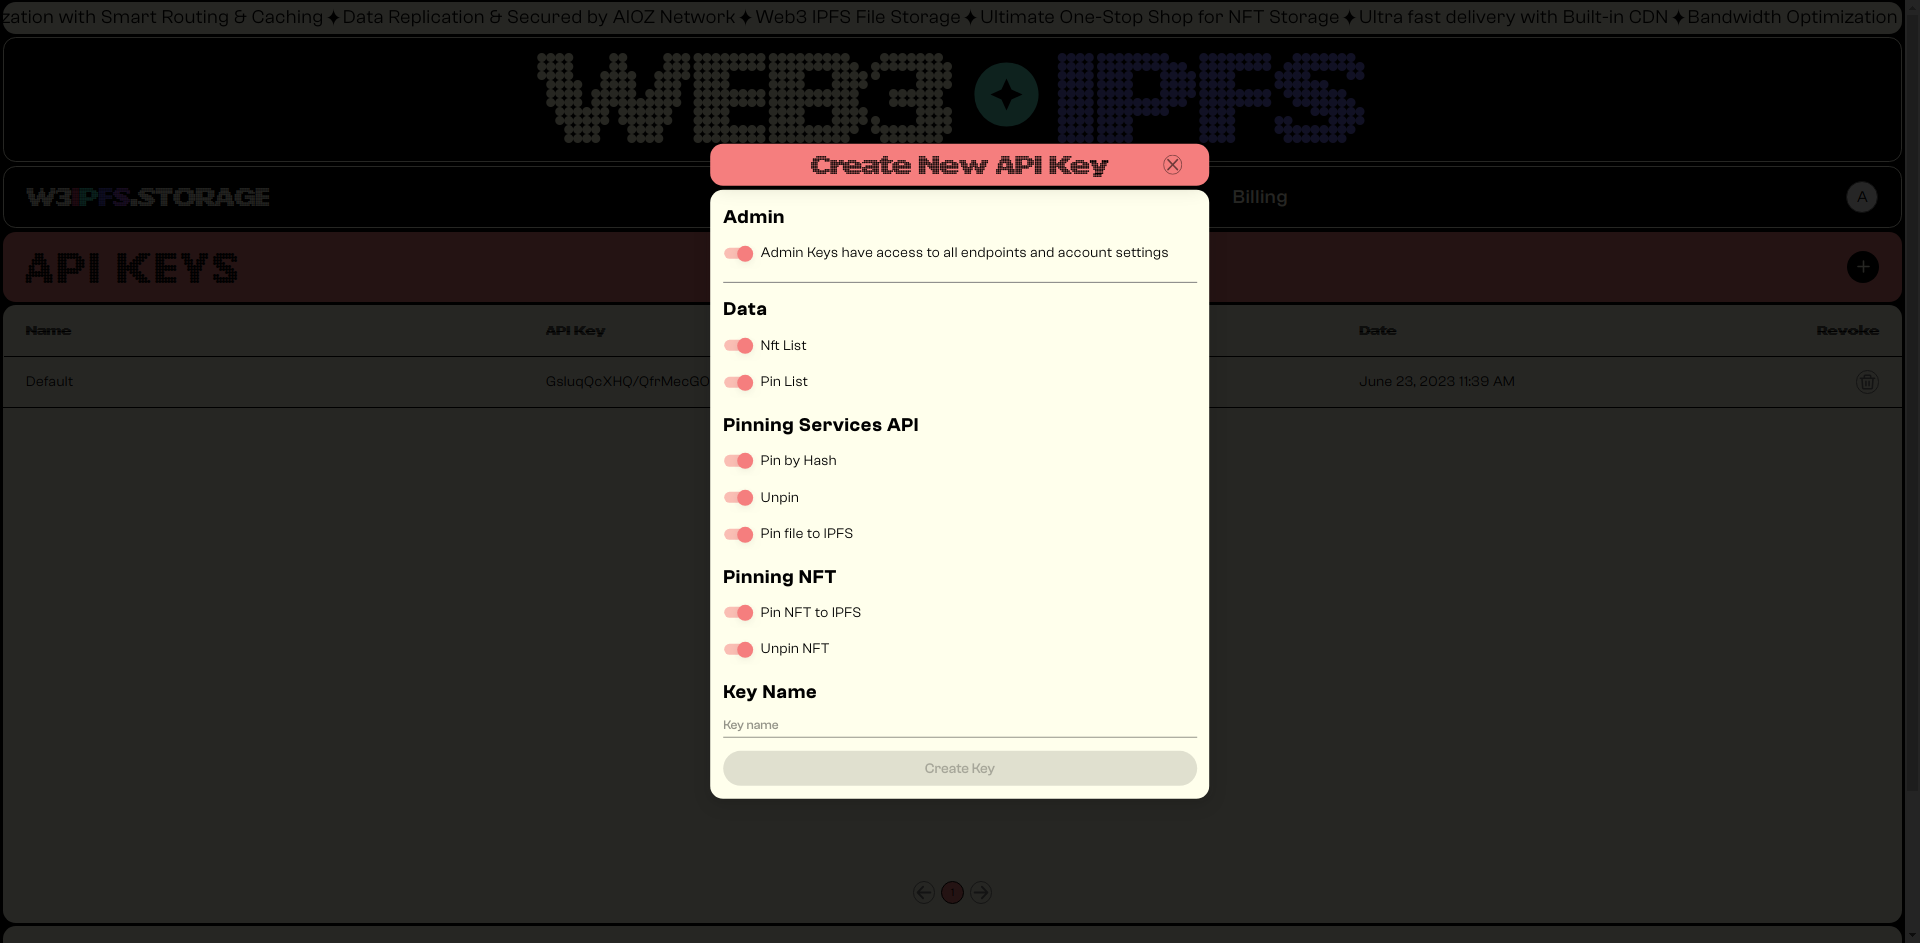 zation with Smart Routing & Caching ✦ Data Replication & Secured by AIOZ Network ✦ Web3 IPFS File Storage ✦ Ultimate One-Stop Shop for NFT Storage ✦ Ultra fast delivery with Built-in CDN ✦ Bandwidth Optimization
WEB3 IPFS
W3IPFS.STORAGE
Billing
A
API KEYS
Name
API Key
Date
Revoke
Default
GsluqQcXHQ/QfrMecGO
June 23, 2023 11:39 AM
Create New API Key
Admin
Admin Keys have access to all endpoints and account settings
Data
Nft List
Pin List
Pinning Services API
Pin by Hash
Unpin
Pin file to IPFS
Pinning NFT
Pin NFT to IPFS
Unpin NFT
Key Name
Key name
Create Key
1